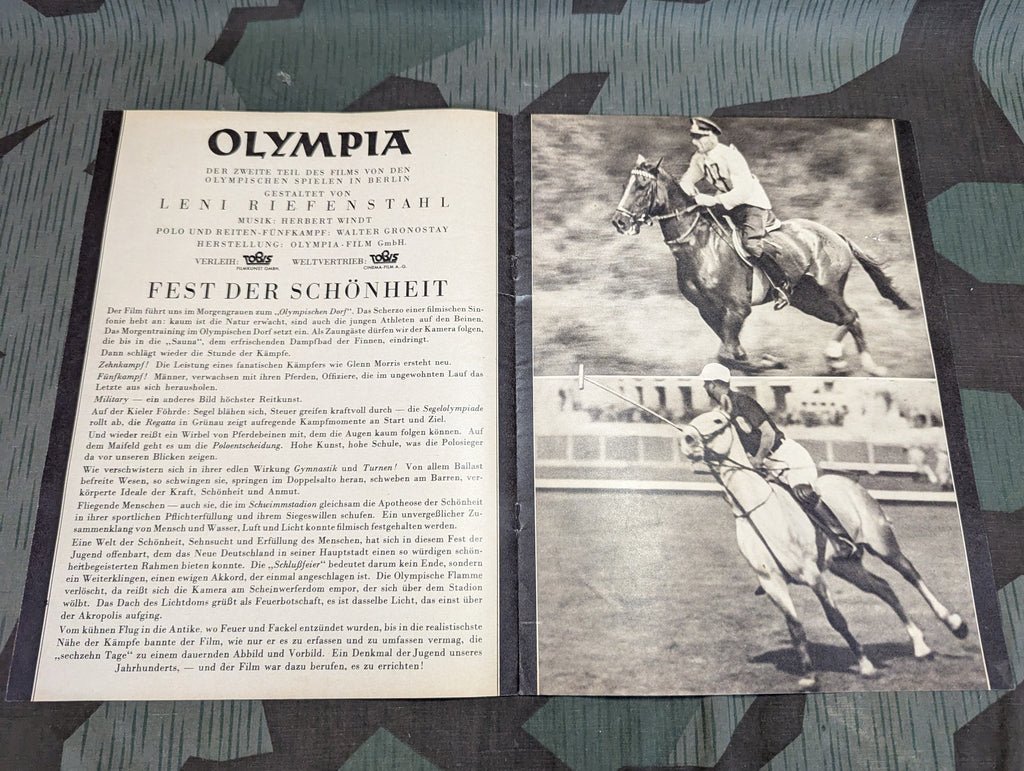 OLYMPIA
DER ZWEITE TEIL DES FILMS VON DEN
OLYMPISCHEN SPIELEN IN BERLIN
GESTALTET VON
LENI RIEFENSTAHL
MUSIK: HERBERT WINDT
POLO UND REITEN-FÜNFKAMPF: WALTER GRONOSTAY
HERSTELLUNG: OLYMPIA-FILM GmbH.
VERLEIH: TOBIS FILMKUNST GMBH. WELTVERTRIEB: TOBIS CINEMA-FILM A.-G.
FEST DER SCHÖNHEIT
Der Film führt uns im Morgengrauen zum „Olympischen Dorf“. Das Scherzo einer filmischen Sin-
fonie hebt an: kaum ist die Natur erwacht, sind auch die jungen Athleten auf den Beinen.
Das Morgentraining im Olympischen Dorf setzt ein. Als Zaungäste dürfen wir der Kamera folgen,
die bis in die „Sauna“, dem erfrischenden Dampfbad der Finnen, eindringt.
Dann schlägt wieder die Stunde der Kämpfe.
Zehnkampf! Die Leistung eines fanatischen Kämpfers wie Glenn Morris ersteht neu.
Fünfkampf! Männer, verwachsen mit ihren Pferden, Offiziere, die im ungewohnten Lauf das
Letzte aus sich herausholen.
Military — ein anderes Bild höchster Reitkunst.
Auf der Kieler Föhrde: Segel blähen sich, Steuer greifen kraftvoll durch — die Segelolympiade
rollt ab, die Regatta in Grünau zeigt aufregende Kampfmomente an Start und Ziel.
Und wieder reißt ein Wirbel von Pferdebeinen mit, dem die Augen kaum folgen können. Auf
dem Maifeld geht es um die Poloentscheidung. Hohe Kunst, hohe Schule, was die Polosieger
da vor unseren Blicken zeigen.
Wie verschwistern sich in ihrer edlen Wirkung Gymnastik und Turnen! Von allem Ballast
befreite Wesen, so schwingen sie, springen im Doppelsalto heran, schweben am Barren, ver-
körperte Ideale der Kraft, Schönheit und Anmut.
Fliegende Menschen — auch sie, die im Schwimmstadion gleichsam die Apotheose der Schönheit
in ihrer sportlichen Pflichterfüllung und ihrem Siegeswillen schufen. Ein unvergeßlicher Zu-
sammenklang von Mensch und Wasser, Luft und Licht konnte filmisch festgehalten werden.
Eine Welt der Schönheit, Sehnsucht und Erfüllung des Menschen, hat sich in diesem Fest der
Jugend offenbart, dem das Neue Deutschland in seiner Hauptstadt einen so würdigen schön-
heitbegeisterten Rahmen bieten konnte. Die „Schlußfeier“ bedeutet darum kein Ende, sondern
ein Weiterklingen, einen ewigen Akkord, der einmal angeschlagen ist. Die Olympische Flamme
verlöscht, da reißt sich die Kamera am Scheinwerferdom empor, der sich über dem Stadion
wölbt. Das Dach des Lichtdoms grüßt als Feuerbotschaft, es ist dasselbe Licht, das einst über
der Akropolis aufging.
Vom kühnen Flug in die Antike, wo Feuer und Fackel entzündet wurden, bis in die realistischste
Nähe der Kämpfe bannte der Film, wie nur er es zu erfassen und zu umfassen vermag, die
„sechzehn Tage“ zu einem dauernden Abbild und Vorbild. Ein Denkmal der Jugend unseres
Jahrhunderts, — und der Film war dazu berufen, es zu errichten!